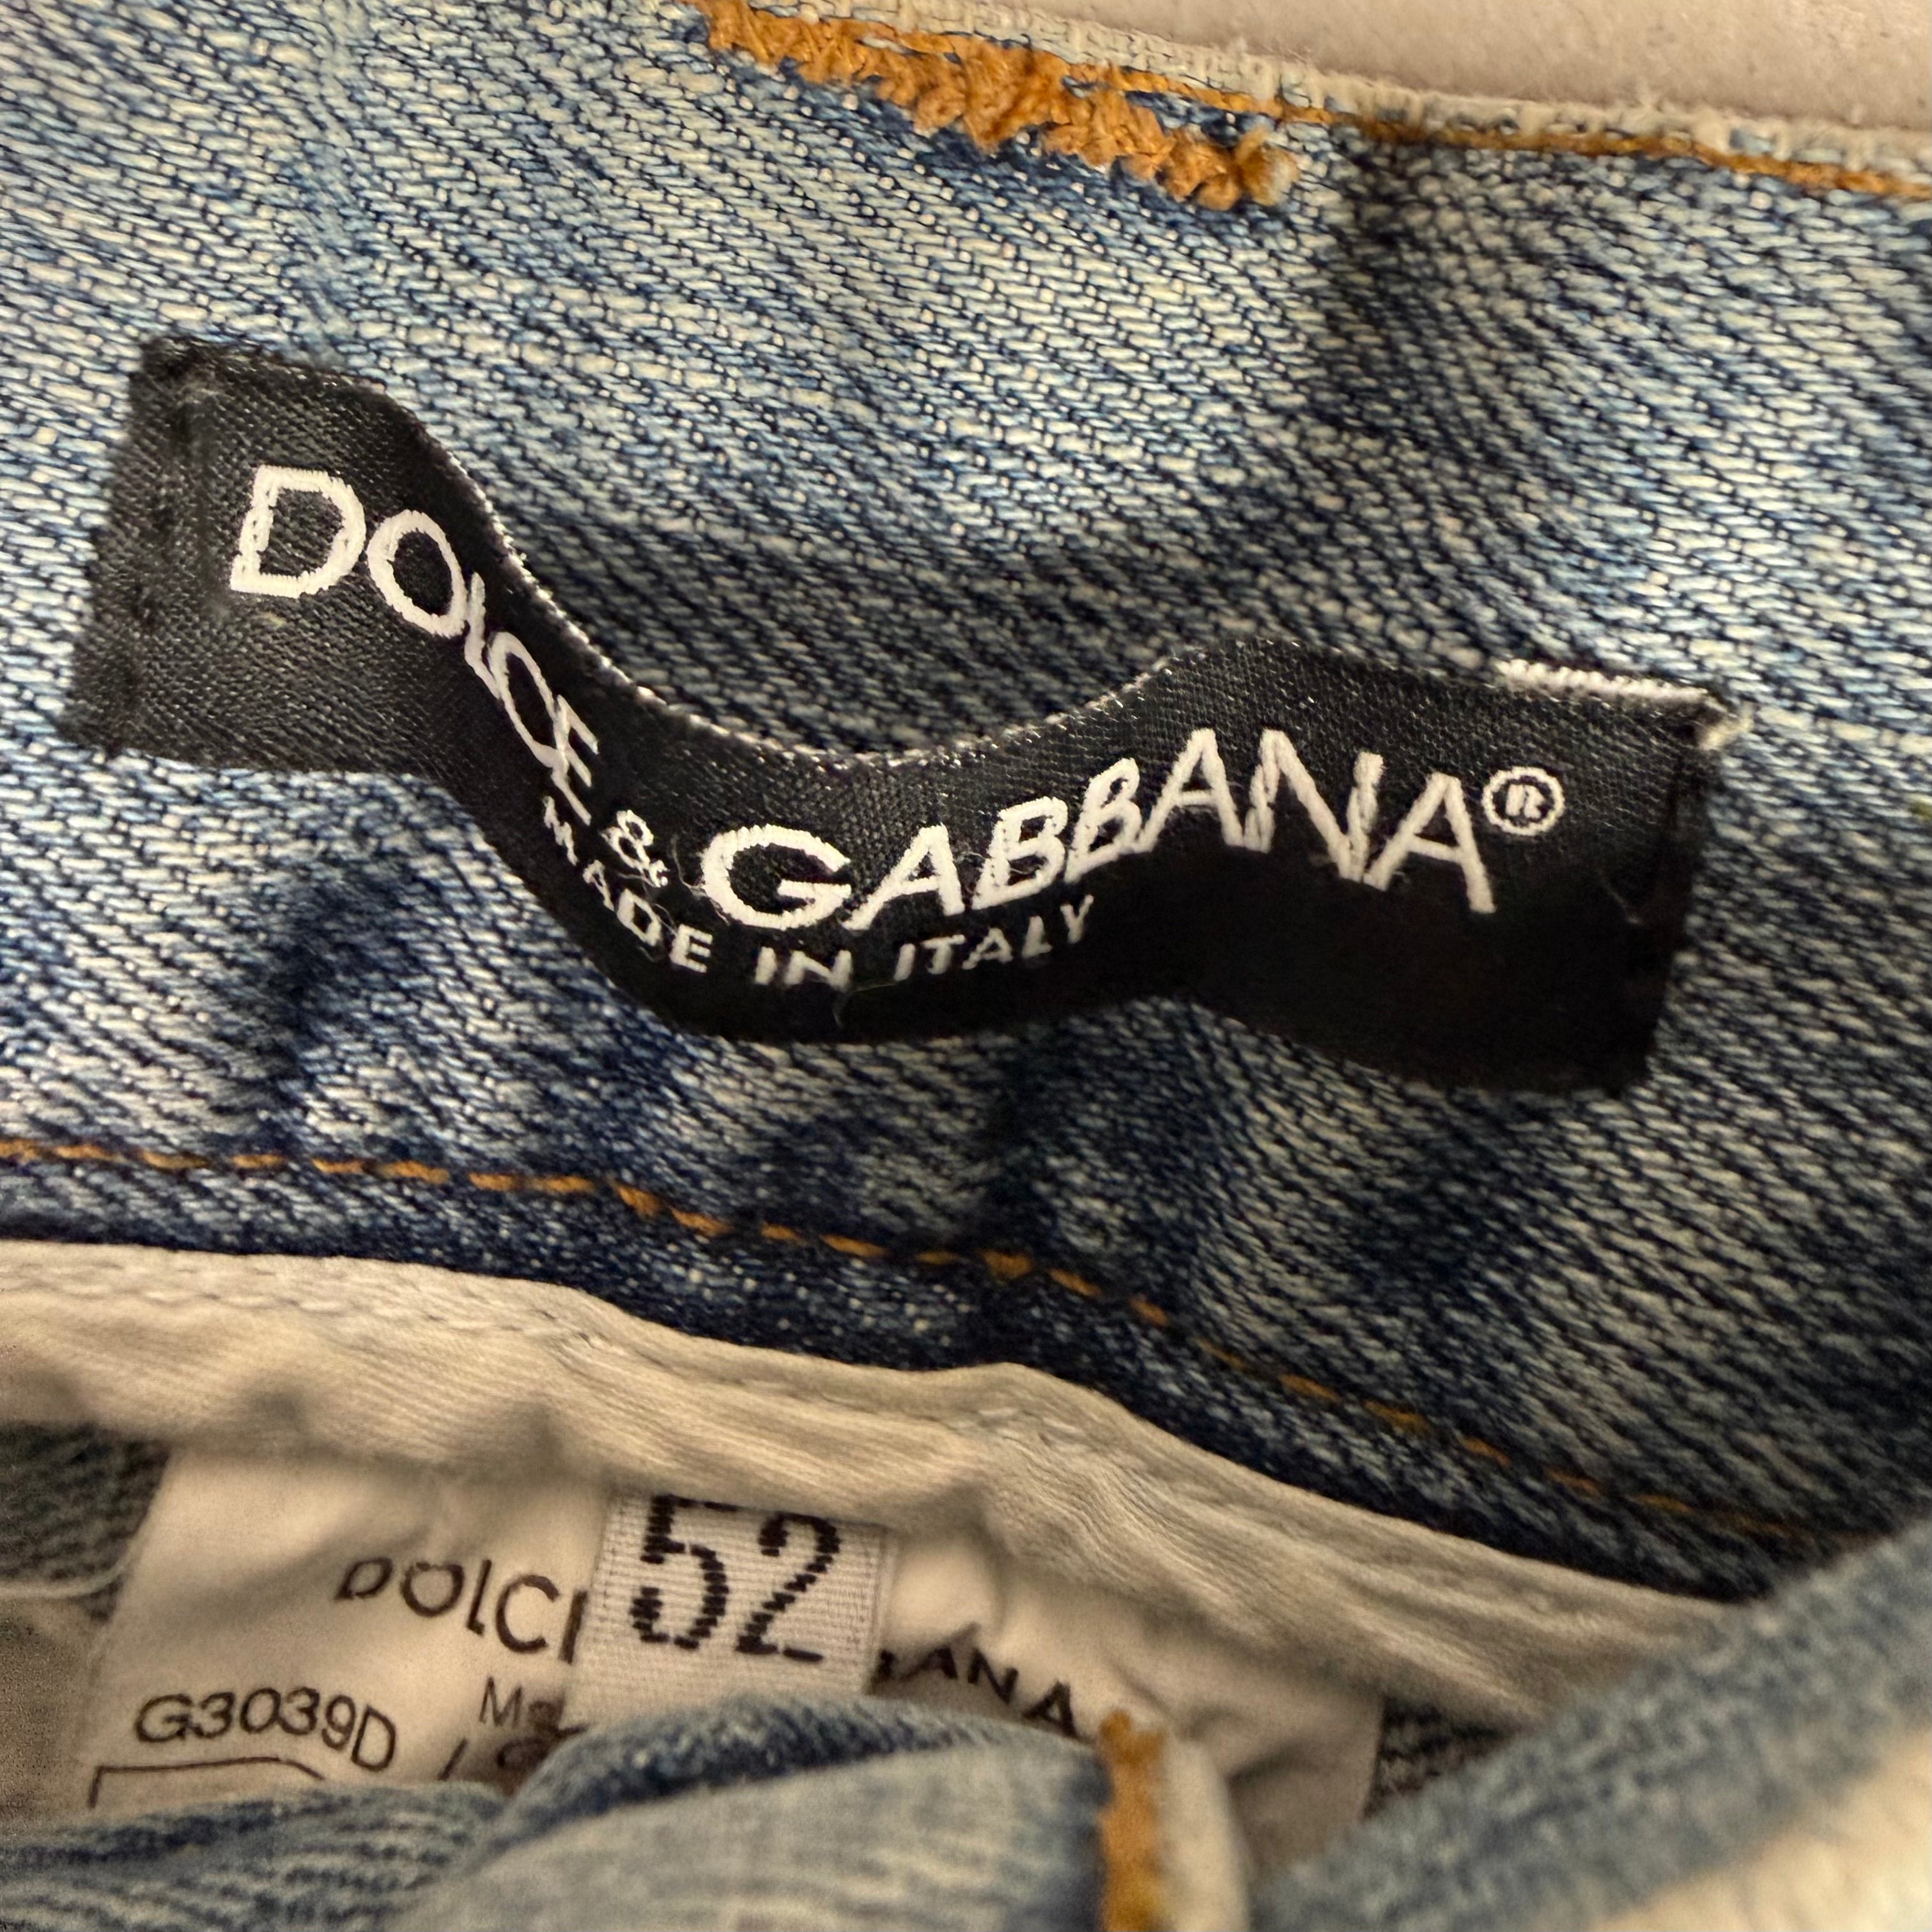 DOLCE & GABBANA®
MADE IN ITALY
52
G3039D